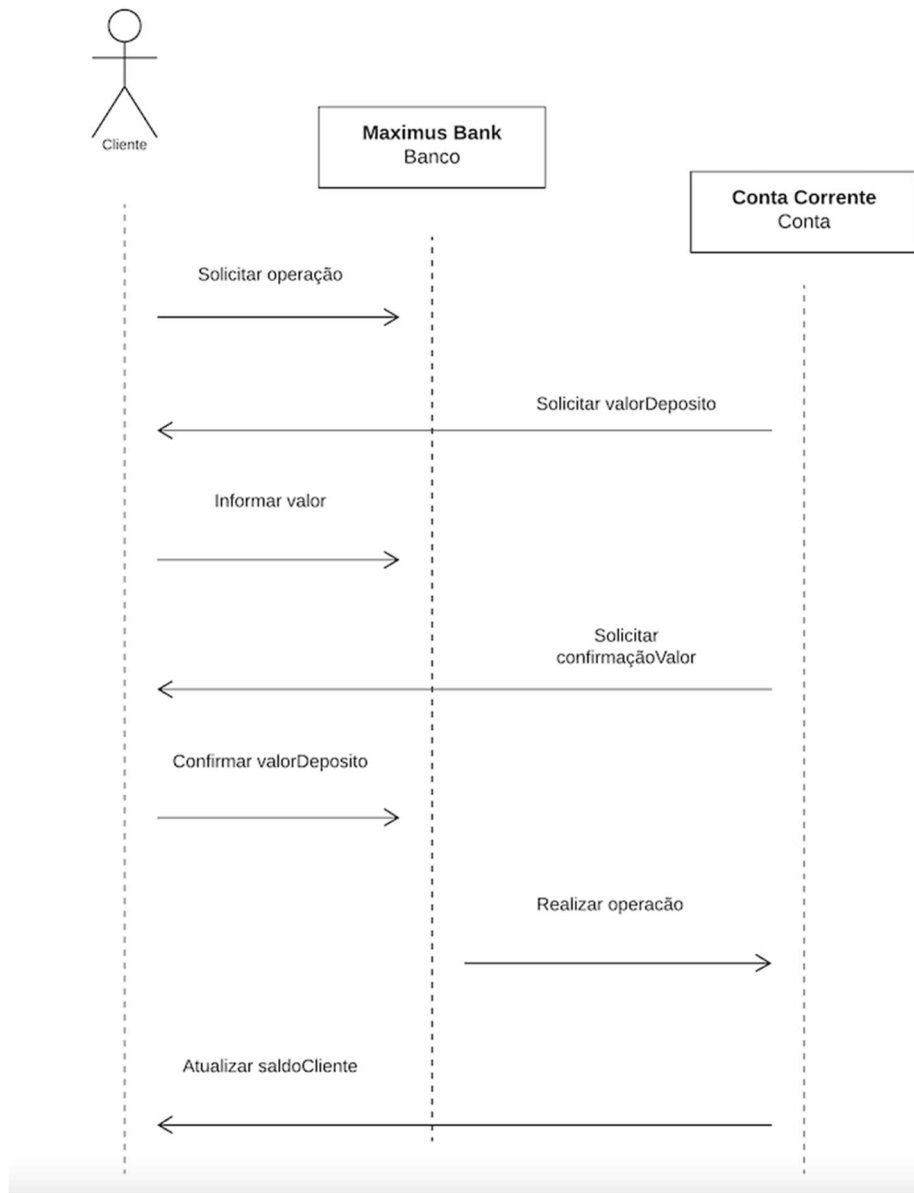 Cliente
Maximus Bank
Banco
Conta Corrente
Conta
Solicitar operação
Solicitar valorDeposito
Informar valor
Solicitar
confirmaçãoValor
Confirmar valorDeposito
Realizar operacão
Atualizar saldoCliente